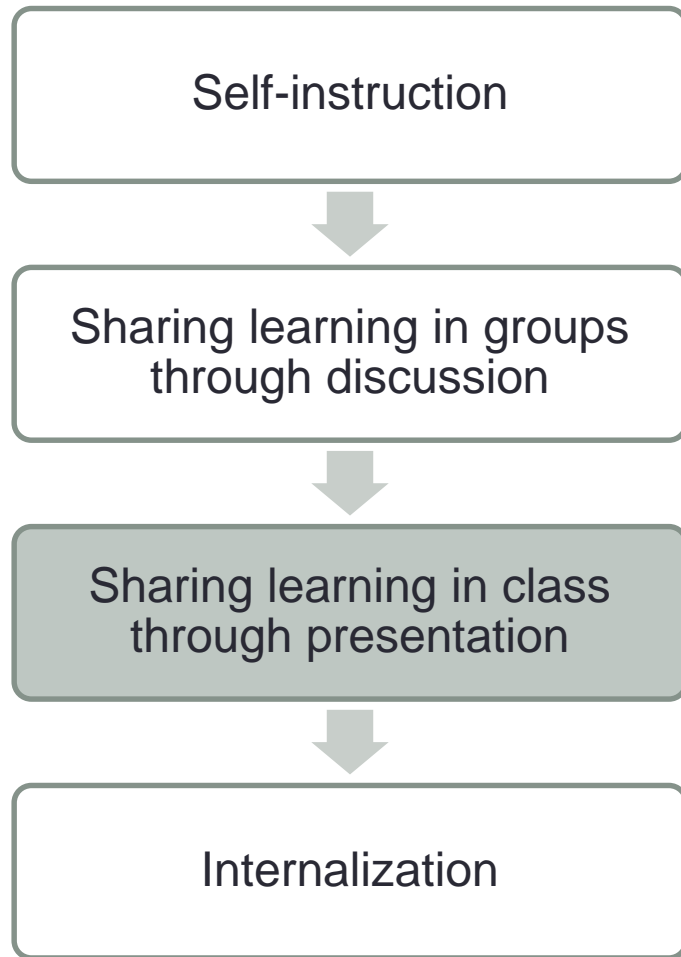 Self-instruction
Sharing learning in groups
through discussion
Sharing learning in class
through presentation
Internalization